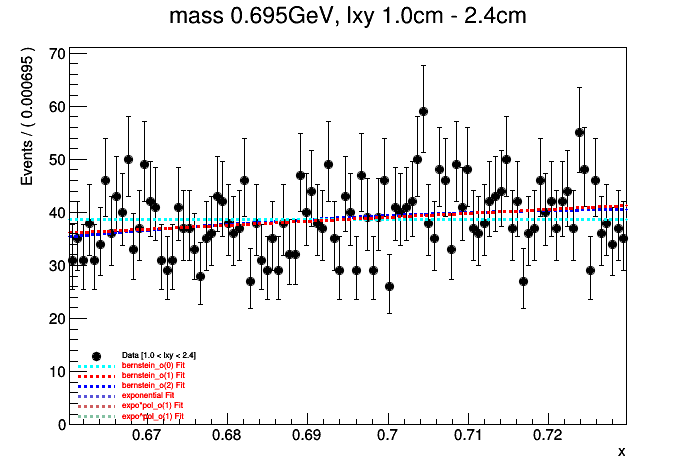 mass 0.695GeV, lxy 1.0cm - 2.4cm
Events / ( 0.000695 )
70
60
50
40
30
20
10
0
Data [1.0 < lxy < 2.4]
bernstein_o(0) Fit
bernstein_o(1) Fit
bernstein_o(2) Fit
exponential Fit
expo*pol_o(1) Fit
expo*pol_o(1) Fit
0.67 0.68 0.69 0.7 0.71 0.72
x